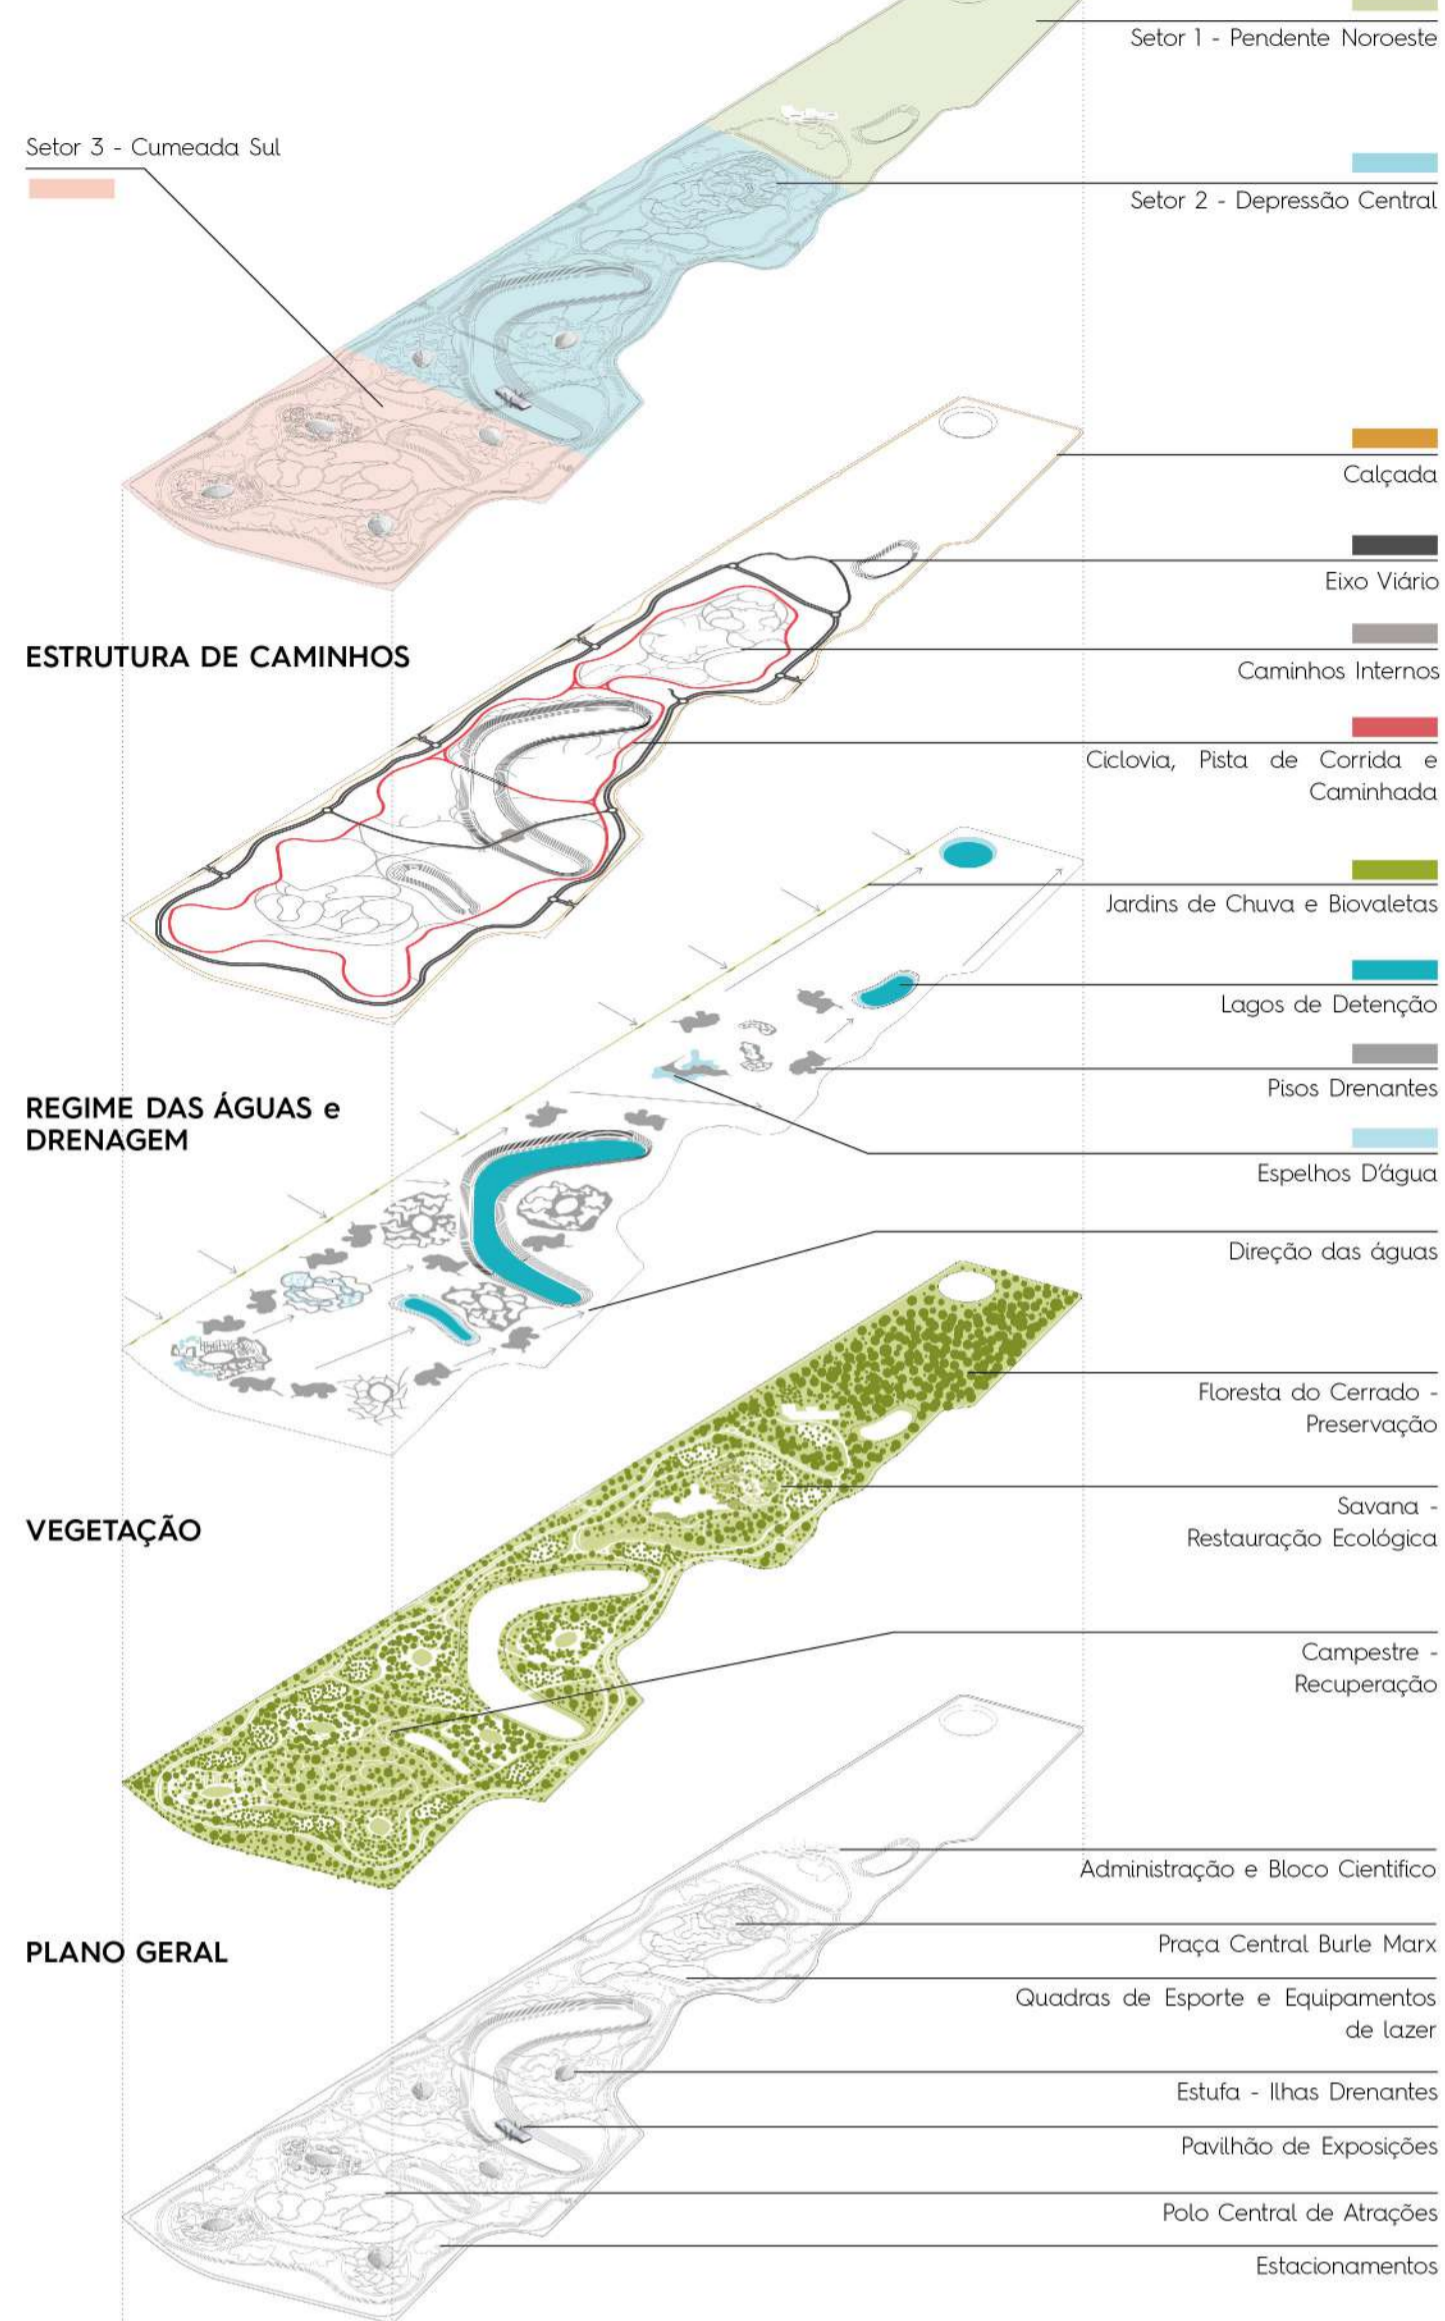 Setor 1 - Pendente Noroeste
Setor 3 - Cumeada Sul
Setor 2 - Depressão Central
Calçada
Eixo Viário
ESTRUTURA DE CAMINHOS
Caminhos Internos
Ciclovia, Pista de Corrida e
Caminhada
Jardins de Chuva e Biovaletas
Lagos de Detenção
Pisos Drenantes
REGIME DAS ÁGUAS e
DRENAGEM
Espelhos D'água
Direção das águas
Floresta do Cerrado -
Preservação
Savana -
Restauração Ecológica
VEGETAÇÃO
Campestre -
Recuperação
Administração e Bloco Cientifico
Praça Central Burle Marx
PLANO GERAL
Quadras de Esporte e Equipamentos
de lazer
Estufa - Ilhas Drenantes
Pavilhão de Exposições
Polo Central de Atrações
Estacionamentos